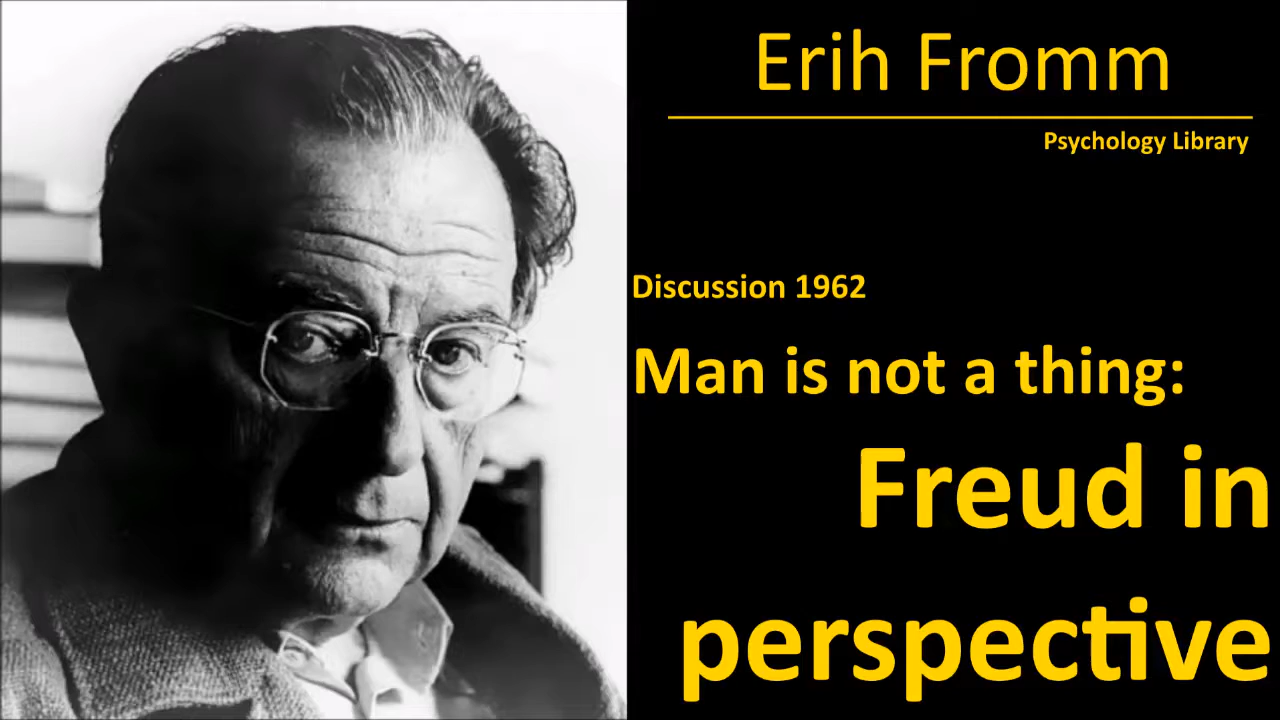 Erih Fromm
Psychology Library
Discussion 1962
Man is not a thing:
Freud in
perspective